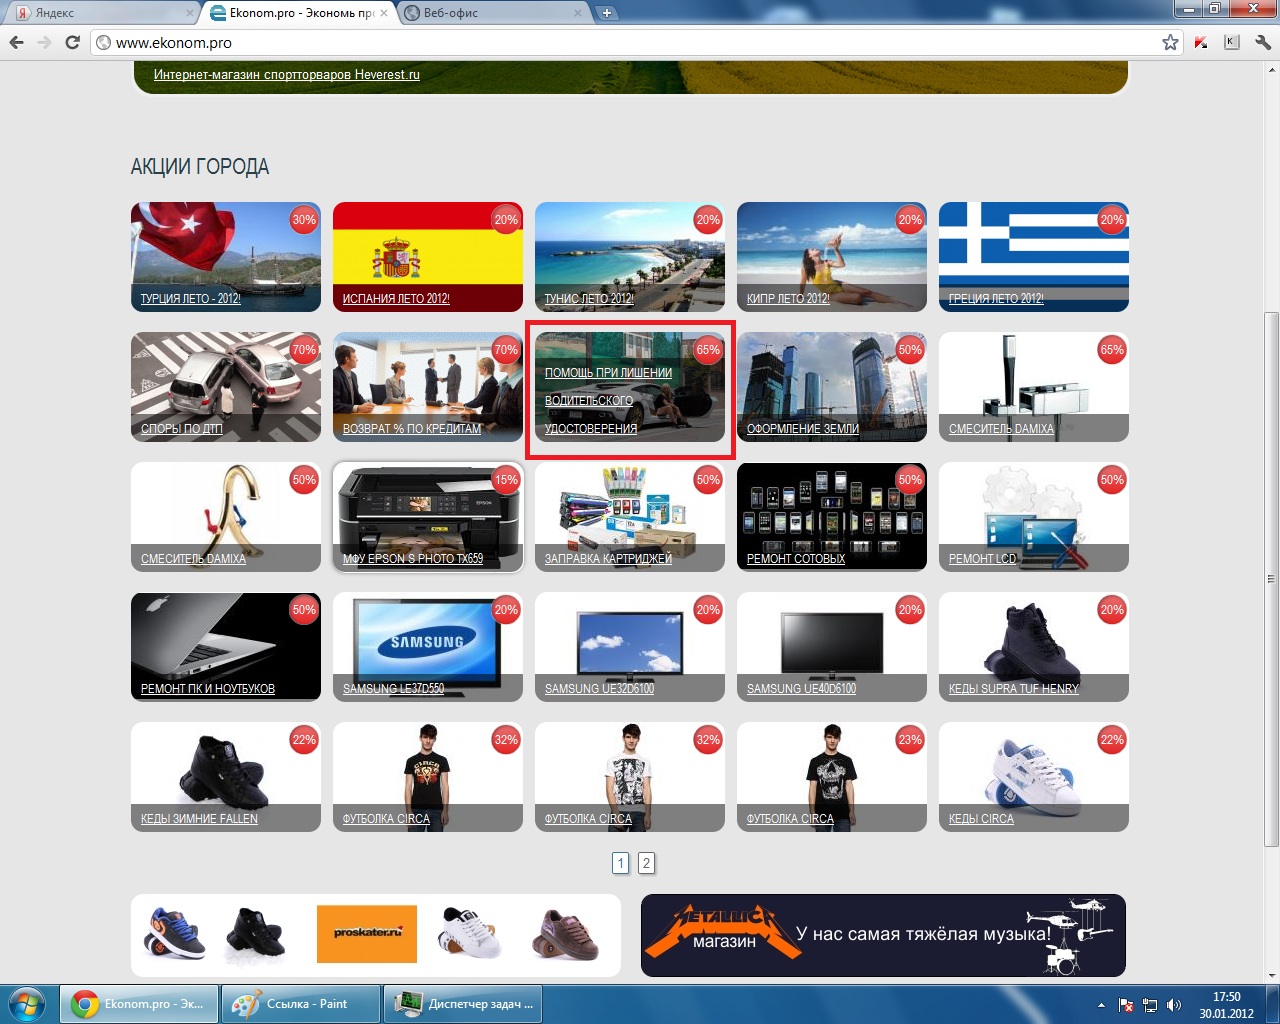 Яндекс
Ekonom.pro - Экономь пр
Веб-офис
www.ekonom.pro
Интернет-магазин спортторваров Heverest.ru
АКЦИИ ГОРОДА
30%
20%
20%
20%
20%
ТУРЦИЯ ЛЕТО - 2012!
ИСПАНИЯ ЛЕТО 2012!
ТУНИС ЛЕТО 2012!
КИПР ЛЕТО 2012!
ГРЕЦИЯ ЛЕТО 2012!
70%
70%
65%
50%
65%
СПОРЫ ПО ДТП
ВОЗВРАТ % ПО КРЕДИТАМ
ПОМОЩЬ ПРИ ЛИШЕНИИ
ВОДИТЕЛЬСКОГО
УДОСТОВЕРЕНИЯ
ОФОРМЛЕНИЕ ЗЕМЛИ
СМЕСИТЕЛЬ DAMIXA
50%
15%
50%
50%
50%
EPSON
СМЕСИТЕЛЬ DAMIXA
МФУ EPSON S PHOTO TX659
ЗАПРАВКА КАРТРИДЖЕЙ
РЕМОНТ СОТОВЫХ
РЕМОНТ LCD
50%
20%
20%
20%
20%
SAMSUNG
РЕМОНТ ПК И НОУТБУКОВ
SAMSUNG LE37D550
SAMSUNG UE32D6100
SAMSUNG UE40D6100
КЕДЫ SUPRA TUF HENRY
22%
32%
32%
23%
22%
CIRCA
КЕДЫ ЗИМНИЕ FALLEN
ФУТБОЛКА CIRCA
ФУТБОЛКА CIRCA
ФУТБОЛКА CIRCA
КЕДЫ CIRCA
1 2
proskater.ru
METALLICA
магазин
У нас самая тяжёлая музыка!
Ekonom.pro - Эк...
Ссылка - Paint
Диспетчер задач ...
17:50
30.01.2012